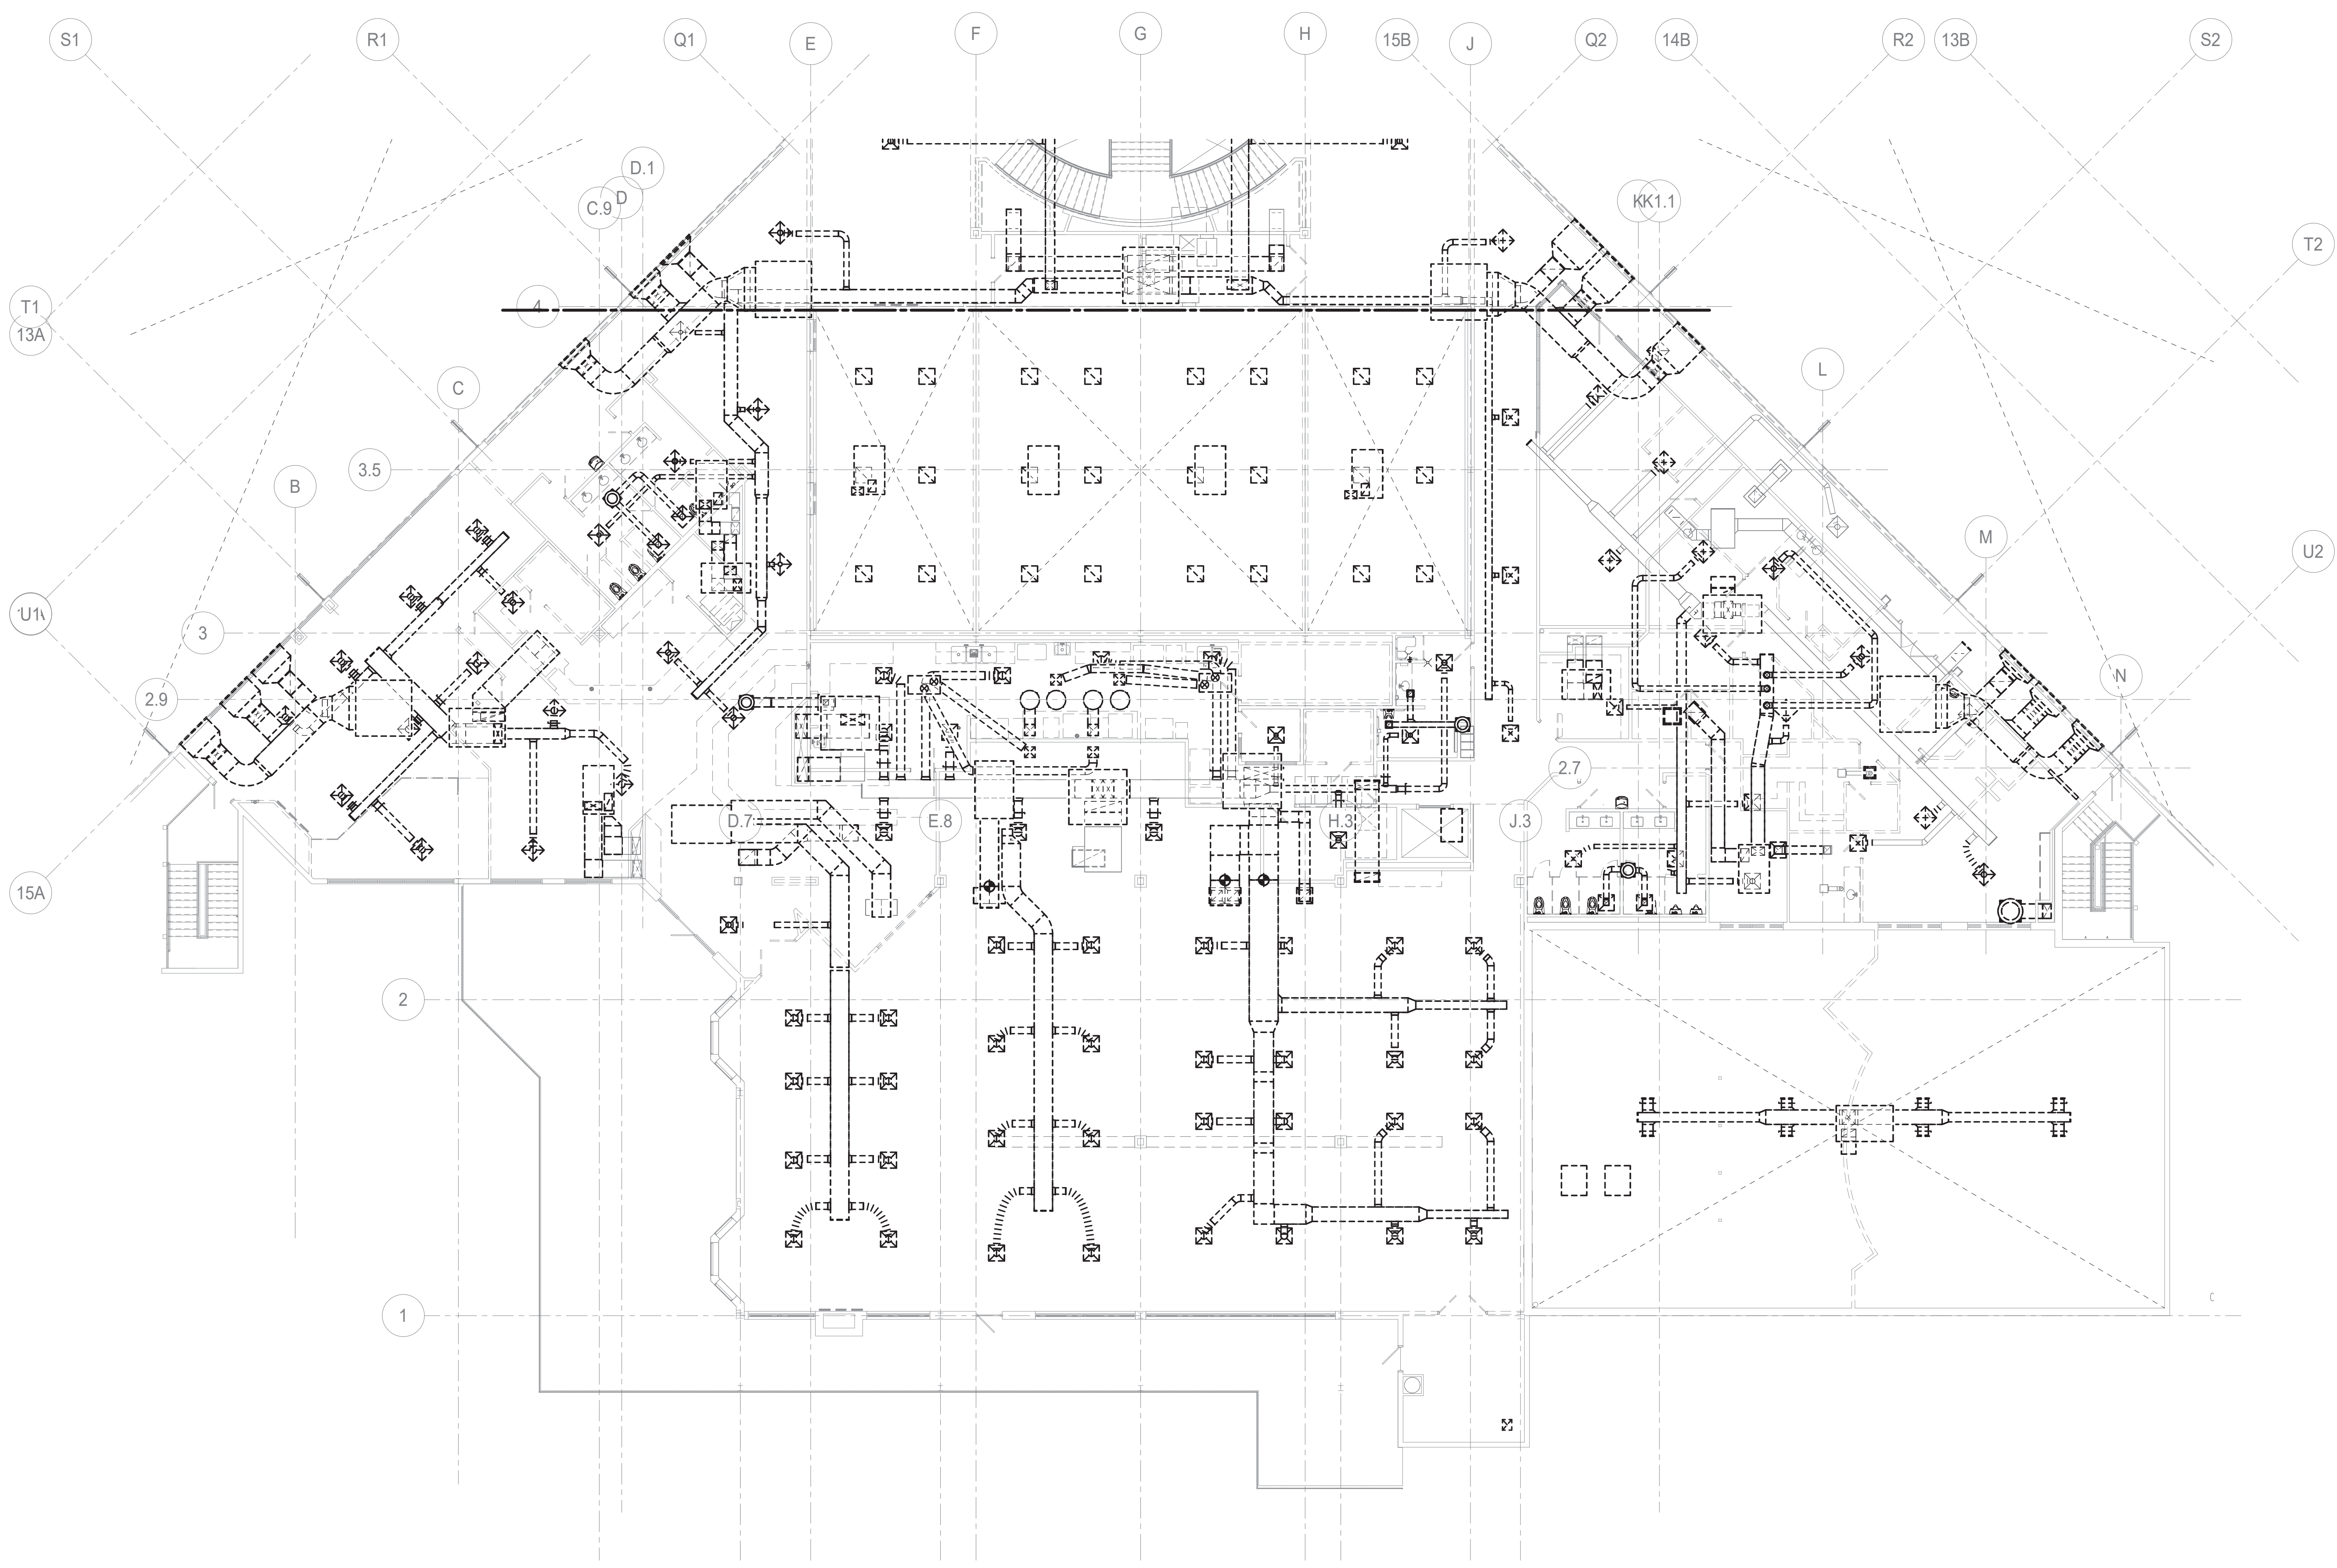 S1
R1
Q1
E
F
G
H
15B
J
Q2
14B
R2
13B
S2
D.1
D
C.9
KK1.1
T2
T1
13A
4
L
C
3.5
B
M
U2
3
2.9
N
2.7
D.7
E.8
H.3
J.3
15A
2
1